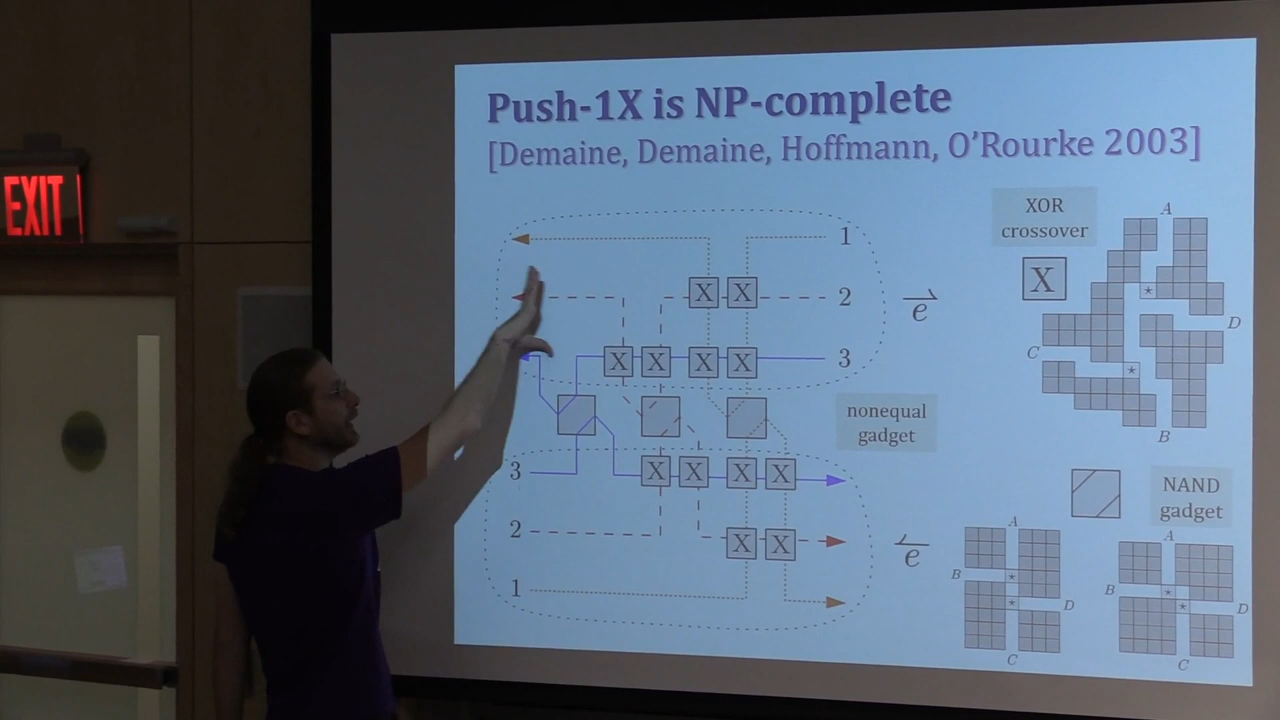 EXIT
Push-1X is NP-complete
[Demaine, Demaine, Hoffmann, O'Rourke 2003]
1
2
3
X X
X X X X
e
nonequal
gadget
3
2
1
X X X X
X X
e
XOR
crossover
X
A
D
C
B
NAND
gadget
A
B
D
C
A
B
D
C